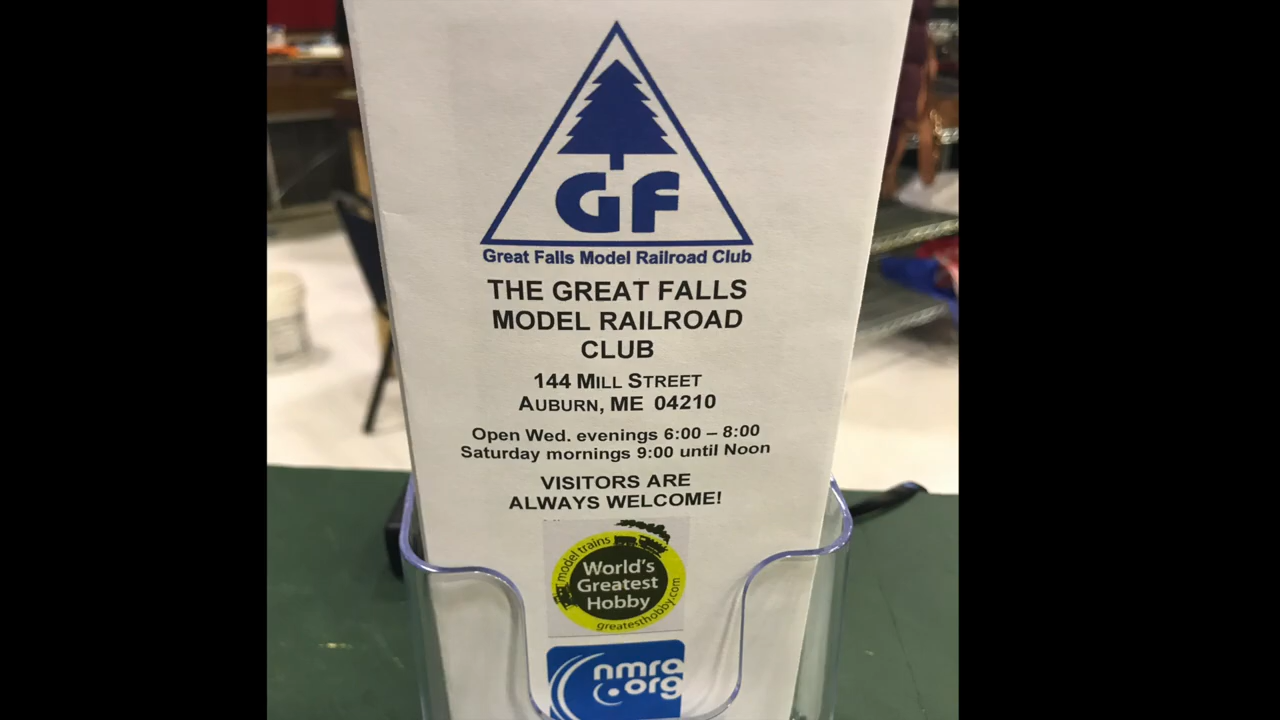 GF
Great Falls Model Railroad Club
THE GREAT FALLS
MODEL RAILROAD
CLUB
144 MILL STREET
AUBURN, ME 04210
Open Wed. evenings 6:00 – 8:00
Saturday mornings 9:00 until Noon
VISITORS ARE
ALWAYS WELCOME!
model trains
World's
Greatest
Hobby
greatesthobby.com
nmra
.org